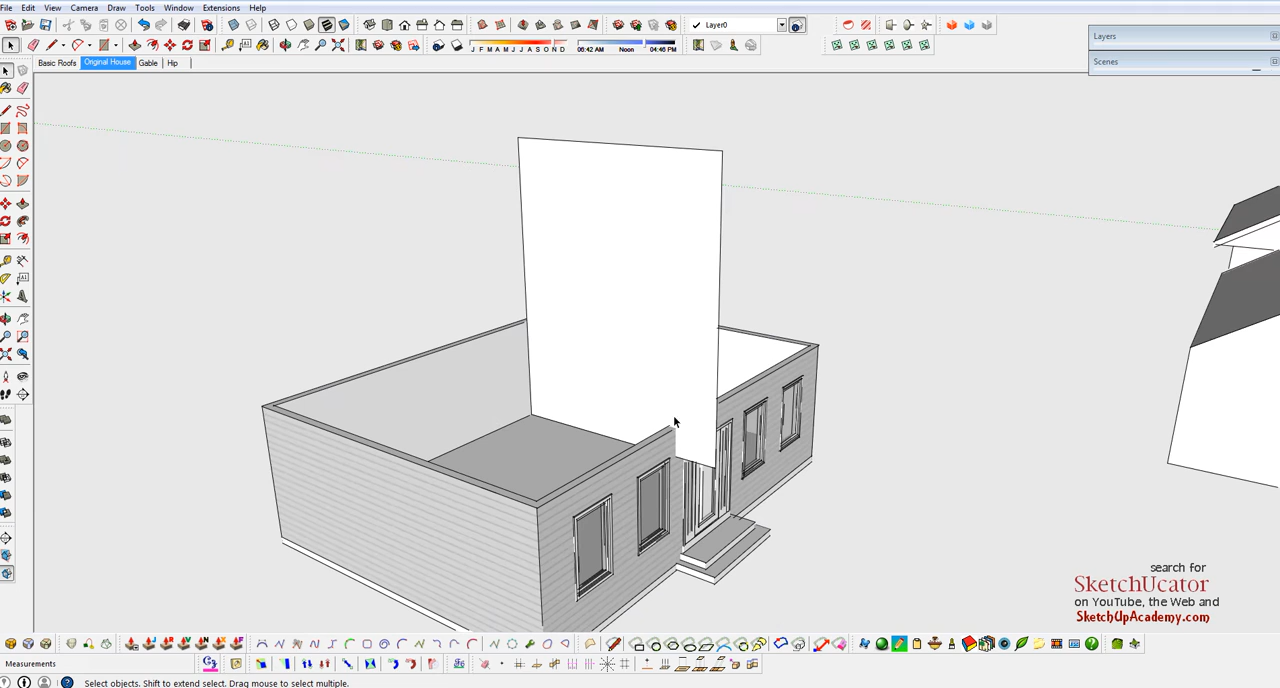 File Edit View Camera Draw Tools Window Extensions Help
Layer0
J F M A M J J A S O N D
06:42 AM Noon 04:46 PM
Layers
Scenes
Basic Roofs Original House Gable Hip
search for
SketchUcator
on YouTube, the Web and
SketchUpAcademy.com
Measurements
Select objects. Shift to extend select. Drag mouse to select multiple.